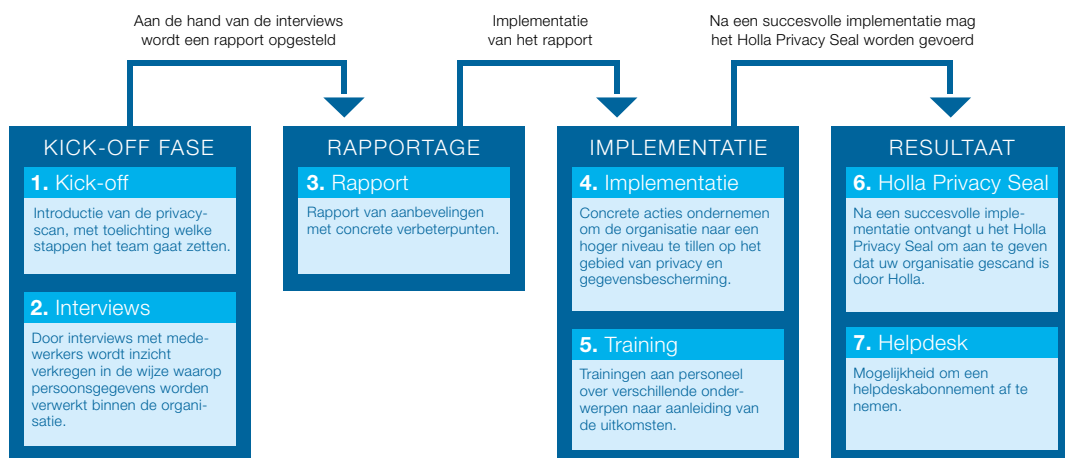 Aan de hand van de interviews
wordt een rapport opgesteld
Implementatie
van het rapport
Na een succesvolle implementatie mag
het Holla Privacy Seal worden gevoerd
KICK-OFF FASE
1. Kick-off
Introductie van de privacy-
scan, met toelichting welke
stappen het team gaat zetten.
2. Interviews
Door interviews met mede-
werkers wordt inzicht
verkregen in de wijze waarop
persoonsgegevens worden
verwerkt binnen de organi-
satie.
RAPPORTAGE
3. Rapport
Rapport van aanbevelingen
met concrete verbeterpunten.
IMPLEMENTATIE
4. Implementatie
Concrete acties ondernemen
om de organisatie naar een
hoger niveau te tillen op het
gebied van privacy en
gegevensbescherming.
5. Training
Trainingen aan personeel
over verschillende onder-
werpen naar aanleiding van
de uitkomsten.
RESULTAAT
6. Holla Privacy Seal
Na een succesvolle imple-
mentatie ontvangt u het Holla
Privacy Seal om aan te geven
dat uw organisatie gescand is
door Holla.
7. Helpdesk
Mogelijkheid om een
helpdeskabonnement af te
nemen.